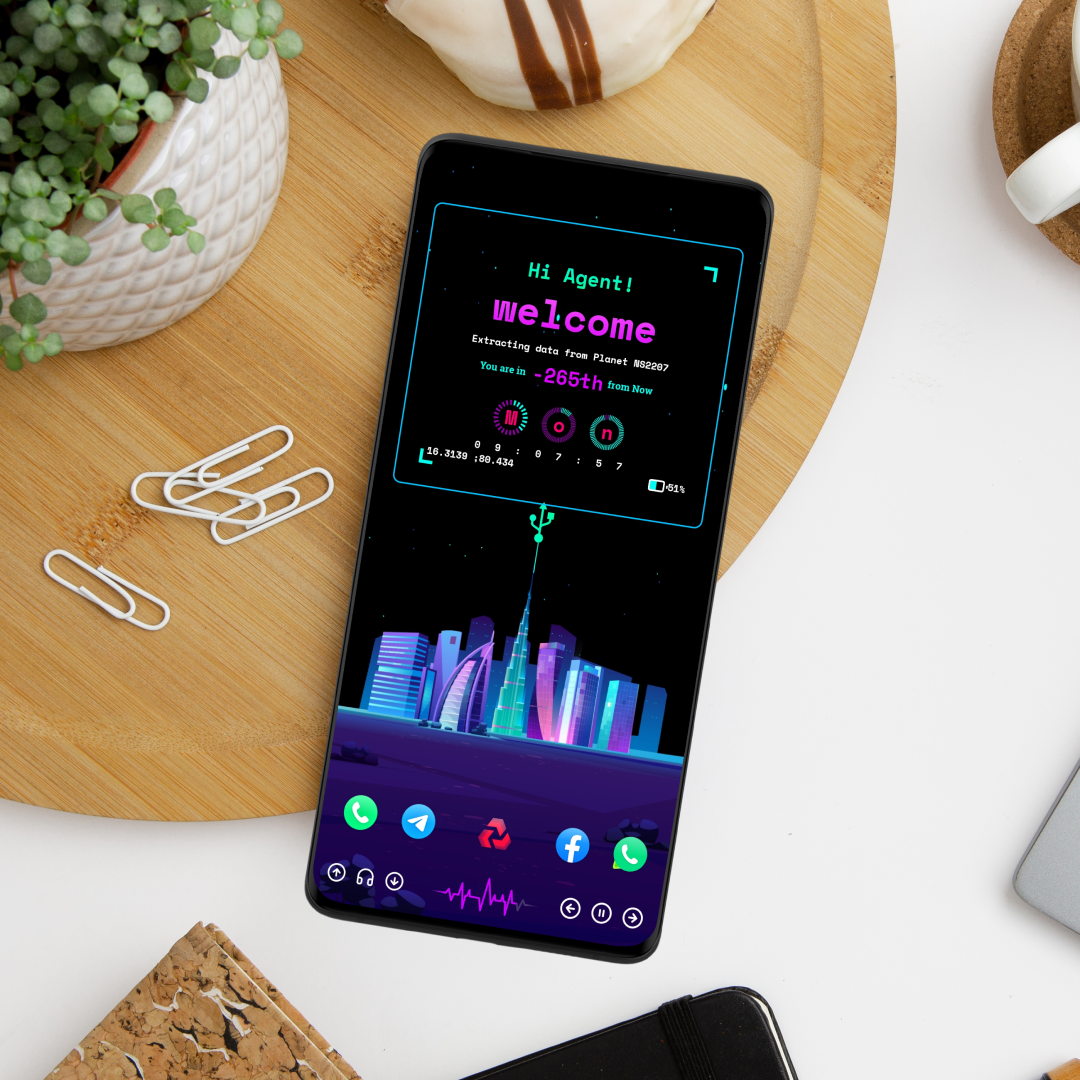 Hi Agent!
welcome
Extracting data from Planet NS2207
You are in -265th from Now
M o n
0 9 : 0 7 : 5 7
16.3139 :80.434
51%